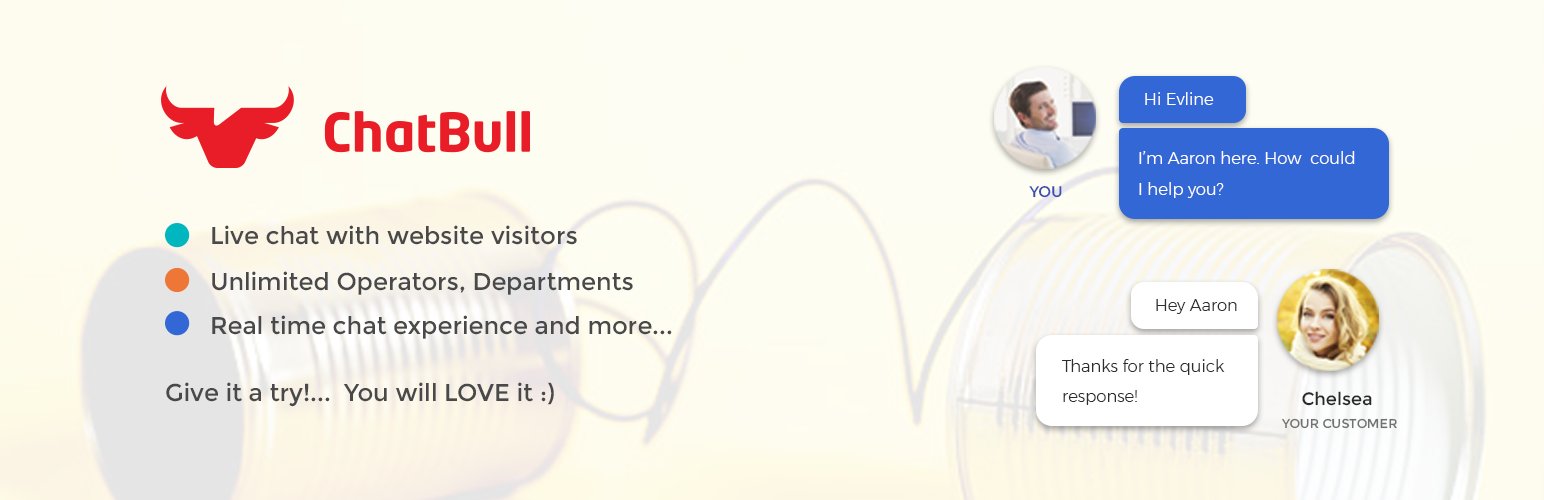 ChatBull
Live chat with website visitors
Unlimited Operators, Departments
Real time chat experience and more...
Give it a try!... You will LOVE it :)
Hi Evline
I'm Aaron here. How could
I help you?
YOU
Hey Aaron
Thanks for the quick
response!
Chelsea
YOUR CUSTOMER